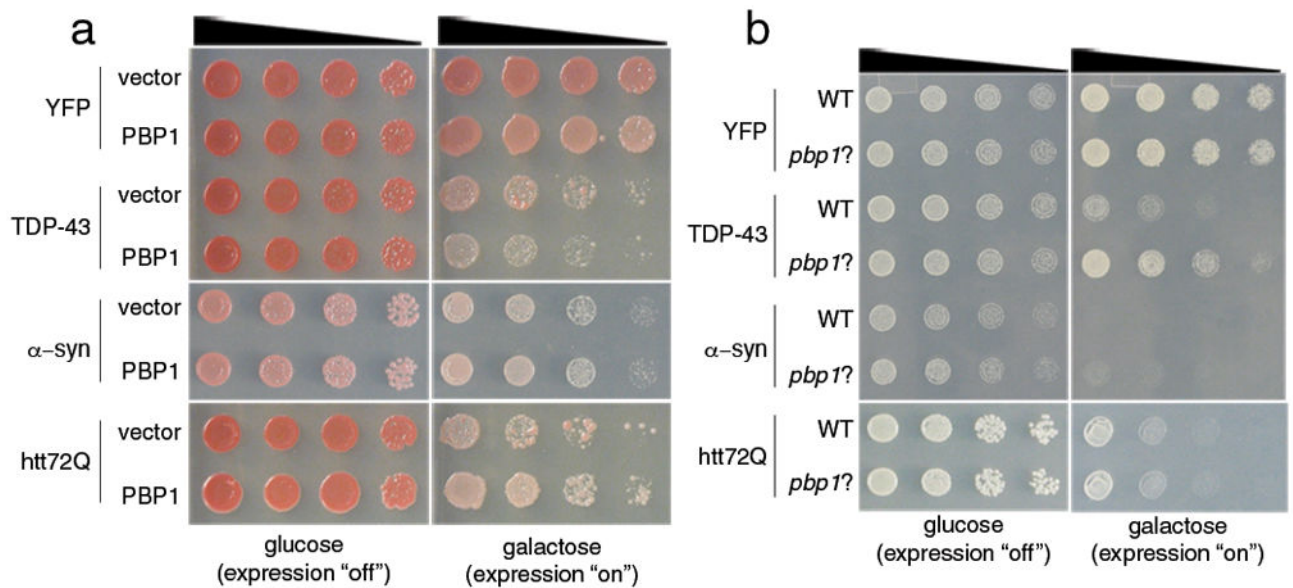 a
YFP
vector
PBP1
TDP-43
vector
PBP1
α–syn
vector
PBP1
htt72Q
vector
PBP1
glucose
(expression “off”)
galactose
(expression “on”)
b
YFP
WT
pbp1?
TDP-43
WT
pbp1?
α–syn
WT
pbp1?
htt72Q
WT
pbp1?
glucose
(expression “off”)
galactose
(expression “on”)